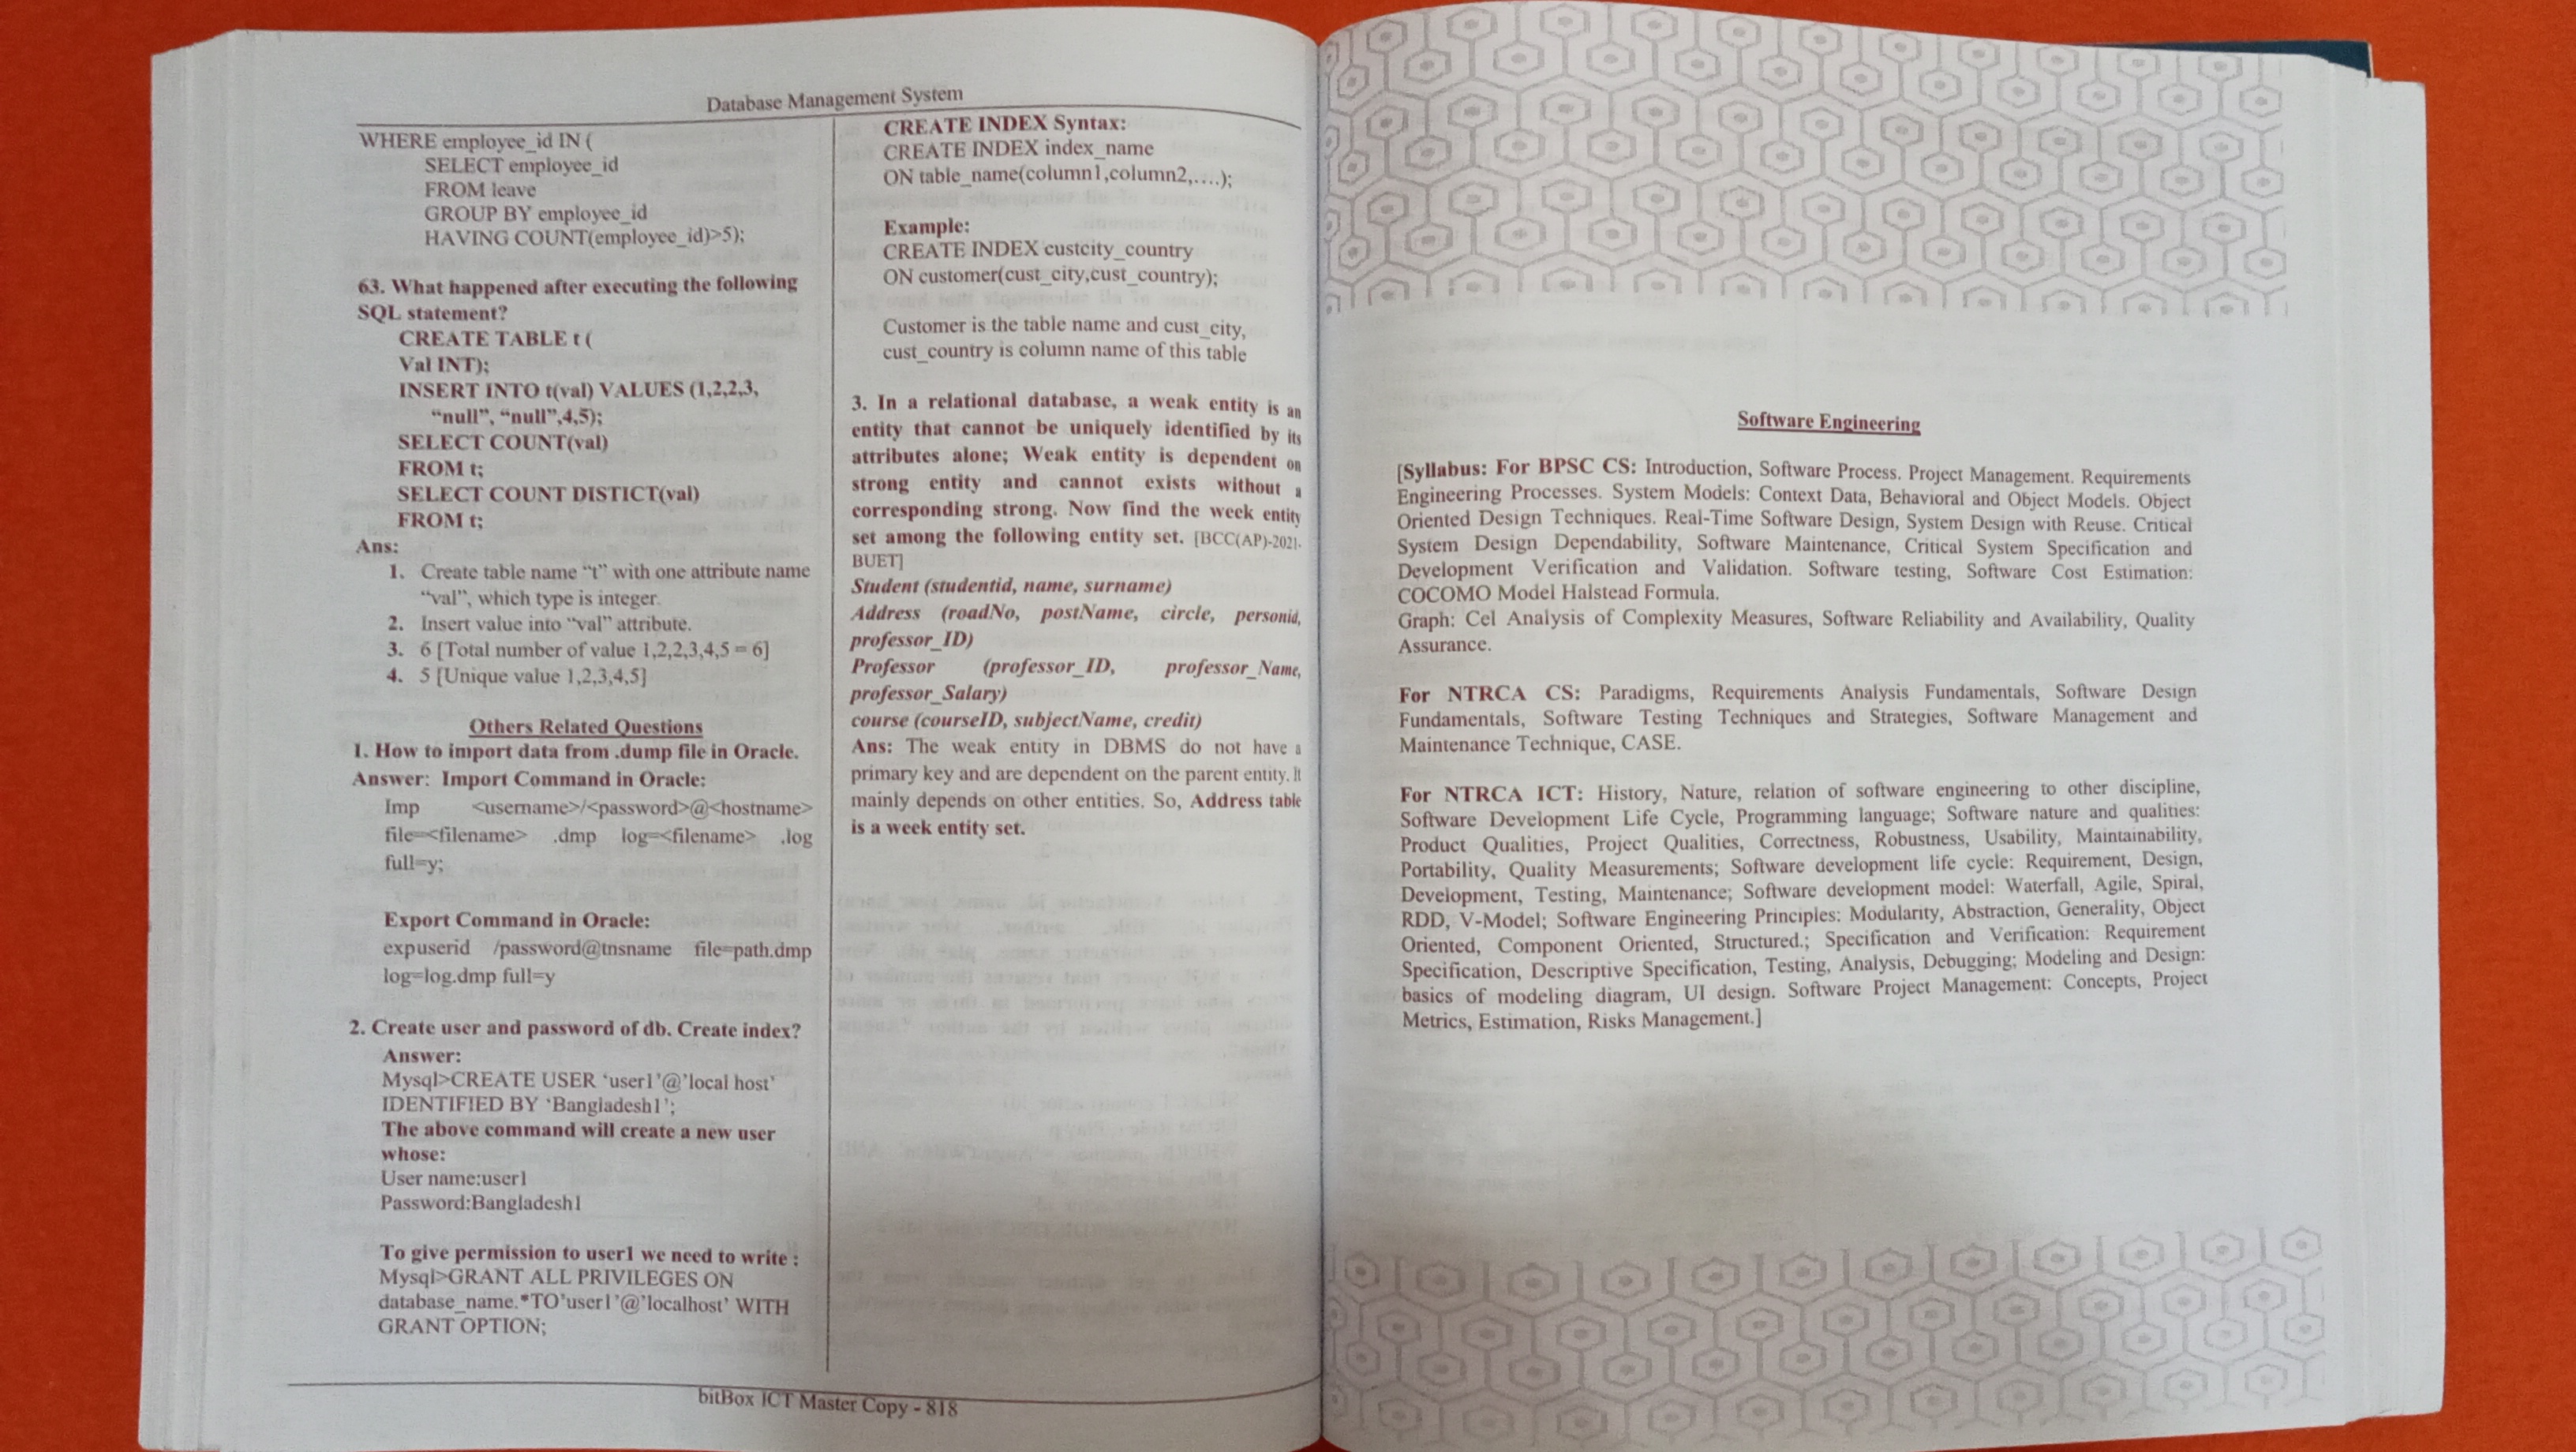 Database Management System
WHERE employee_id IN (
SELECT employee_id
FROM leave
GROUP BY employee_id
HAVING COUNT(employee_id)>5);
63. What happened after executing the following
SQL statement?
CREATE TABLE t (
Val INT);
INSERT INTO t(val) VALUES (1,2,2,3,
“null”, “null”,4,5);
SELECT COUNT(val)
FROM t;
SELECT COUNT DISTICT(val)
FROM t;
Ans:
1. Create table name “t” with one attribute name
“val”, which type is integer.
2. Insert value into “val” attribute.
3. 6 [Total number of value 1,2,2,3,4,5 = 6]
4. 5 [Unique value 1,2,3,4,5]
Others Related Questions
1. How to import data from .dump file in Oracle.
Answer: Import Command in Oracle:
Imp <username>/<password>@<hostname>
file=<filename> .dmp log=<filename> .log
full=y;
Export Command in Oracle:
expuserid /password@tnsname file=path.dmp
log=log.dmp full=y
2. Create user and password of db. Create index?
Answer:
Mysql>CREATE USER ‘user1’@’local host’
IDENTIFIED BY ‘Bangladesh1’;
The above command will create a new user
whose:
User name:user1
Password:Bangladesh1
To give permission to user1 we need to write :
Mysql>GRANT ALL PRIVILEGES ON
database_name.*TO’user1’@’localhost’ WITH
GRANT OPTION;
CREATE INDEX Syntax:
CREATE INDEX index_name
ON table_name(column1,column2,....);
Example:
CREATE INDEX custcity_country
ON customer(cust_city,cust_country);
Customer is the table name and cust_city,
cust_country is column name of this table
3. In a relational database, a weak entity is an
entity that cannot be uniquely identified by its
attributes alone; Weak entity is dependent on
strong entity and cannot exists without a
corresponding strong. Now find the week entity
set among the following entity set. [BCC(AP)-2021-
BUET]
Student (studentid, name, surname)
Address (roadNo, postName, circle, personid,
professor_ID)
Professor (professor_ID, professor_Name,
professor_Salary)
course (courseID, subjectName, credit)
Ans: The weak entity in DBMS do not have a
primary key and are dependent on the parent entity. It
mainly depends on other entities. So, Address table
is a week entity set.
bitBox ICT Master Copy - 818
Software Engineering
[Syllabus: For BPSC CS: Introduction, Software Process. Project Management. Requirements
Engineering Processes. System Models: Context Data, Behavioral and Object Models. Object
Oriented Design Techniques. Real-Time Software Design, System Design with Reuse. Critical
System Design Dependability, Software Maintenance, Critical System Specification and
Development Verification and Validation. Software testing, Software Cost Estimation:
COCOMO Model Halstead Formula.
Graph: Cel Analysis of Complexity Measures, Software Reliability and Availability, Quality
Assurance.
For NTRCA CS: Paradigms, Requirements Analysis Fundamentals, Software Design
Fundamentals, Software Testing Techniques and Strategies, Software Management and
Maintenance Technique, CASE.
For NTRCA ICT: History, Nature, relation of software engineering to other discipline,
Software Development Life Cycle, Programming language; Software nature and qualities:
Product Qualities, Project Qualities, Correctness, Robustness, Usability, Maintainability,
Portability, Quality Measurements; Software development life cycle: Requirement, Design,
Development, Testing, Maintenance; Software development model: Waterfall, Agile, Spiral,
RDD, V-Model; Software Engineering Principles: Modularity, Abstraction, Generality, Object
Oriented, Component Oriented, Structured.; Specification and Verification: Requirement
Specification, Descriptive Specification, Testing, Analysis, Debugging; Modeling and Design:
basics of modeling diagram, UI design. Software Project Management: Concepts, Project
Metrics, Estimation, Risks Management.]